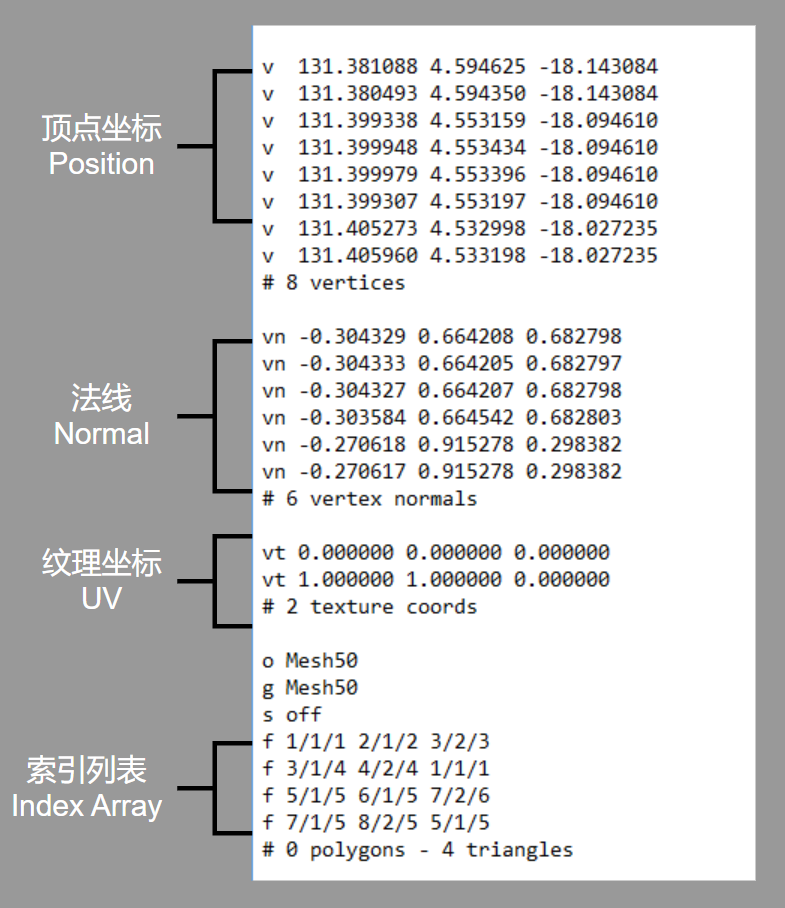 顶点坐标
Position
v  131.381088 4.594625 -18.143084
v  131.380493 4.594350 -18.143084
v  131.399338 4.553159 -18.094610
v  131.399948 4.553434 -18.094610
v  131.399979 4.553396 -18.094610
v  131.399307 4.553197 -18.094610
v  131.405273 4.532998 -18.027235
v  131.405960 4.533198 -18.027235
# 8 vertices
法线
Normal
vn -0.304329 0.664208 0.682798
vn -0.304333 0.664205 0.682797
vn -0.304327 0.664207 0.682798
vn -0.303584 0.664542 0.682803
vn -0.270618 0.915278 0.298382
vn -0.270617 0.915278 0.298382
# 6 vertex normals
纹理坐标
UV
vt 0.000000 0.000000 0.000000
vt 1.000000 1.000000 0.000000
# 2 texture coords
o Mesh50
g Mesh50
s off
索引列表
Index Array
f 1/1/1 2/1/2 3/2/3
f 3/1/4 4/2/4 1/1/1
f 5/1/5 6/1/5 7/2/6
f 7/1/5 8/2/5 5/1/5
# 0 polygons - 4 triangles